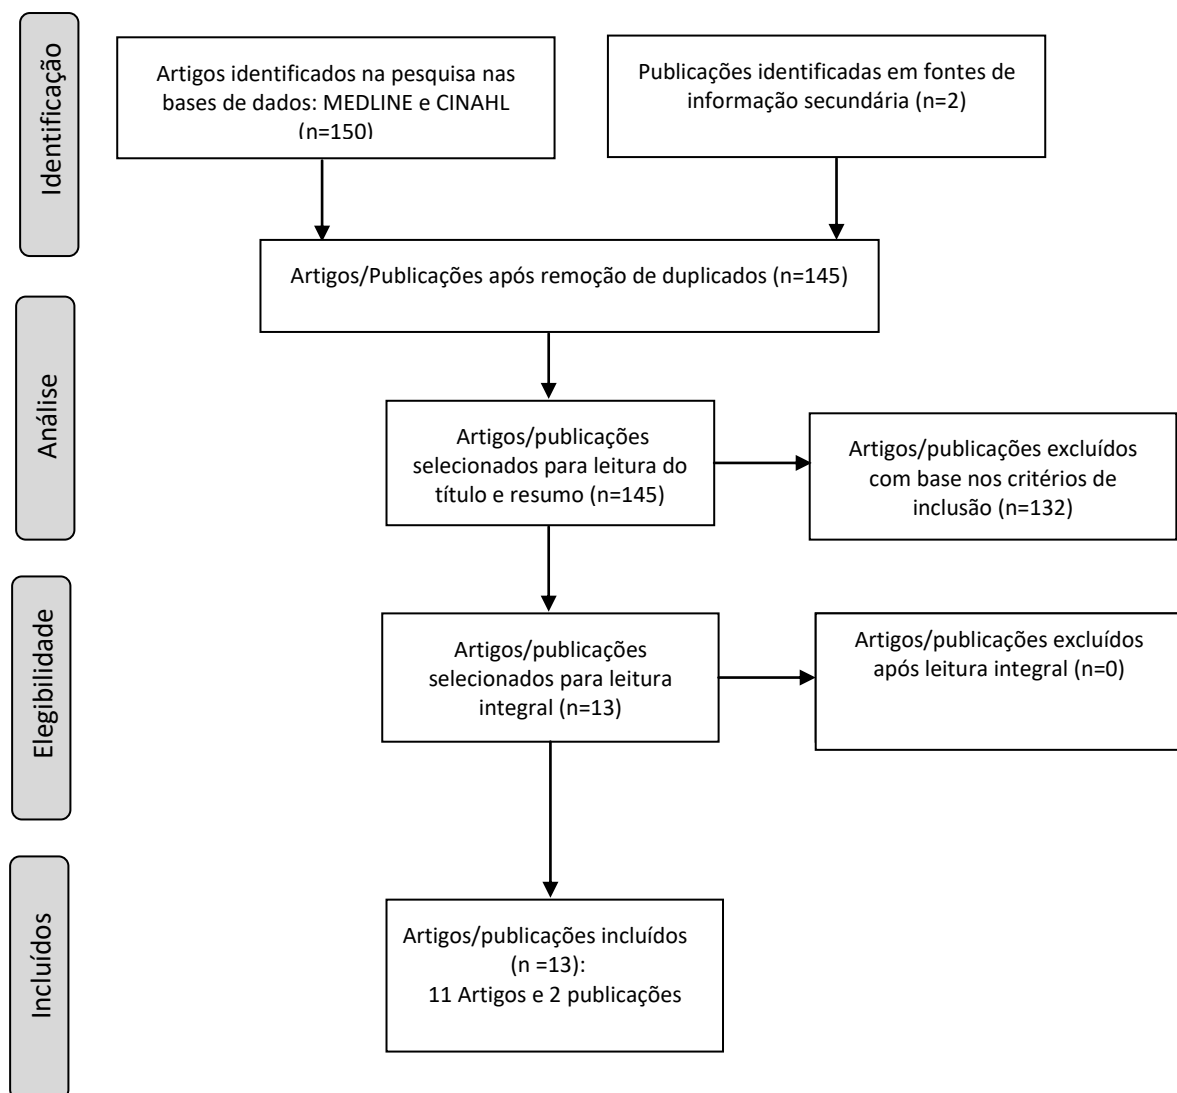 Identificação
Artigos identificados na pesquisa nas
bases de dados: MEDLINE e CINAHL
(n=150)
Publicações identificadas em fontes de
informação secundária (n=2)
Artigos/Publicações após remoção de duplicados (n=145)
Análise
Artigos/publicações
selecionados para leitura do
título e resumo (n=145)
Artigos/publicações excluídos
com base nos critérios de
inclusão (n=132)
Elegibilidade
Artigos/publicações
selecionados para leitura
integral (n=13)
Artigos/publicações excluídos
após leitura integral (n=0)
Incluídos
Artigos/publicações incluídos
(n =13):
11 Artigos e 2 publicações